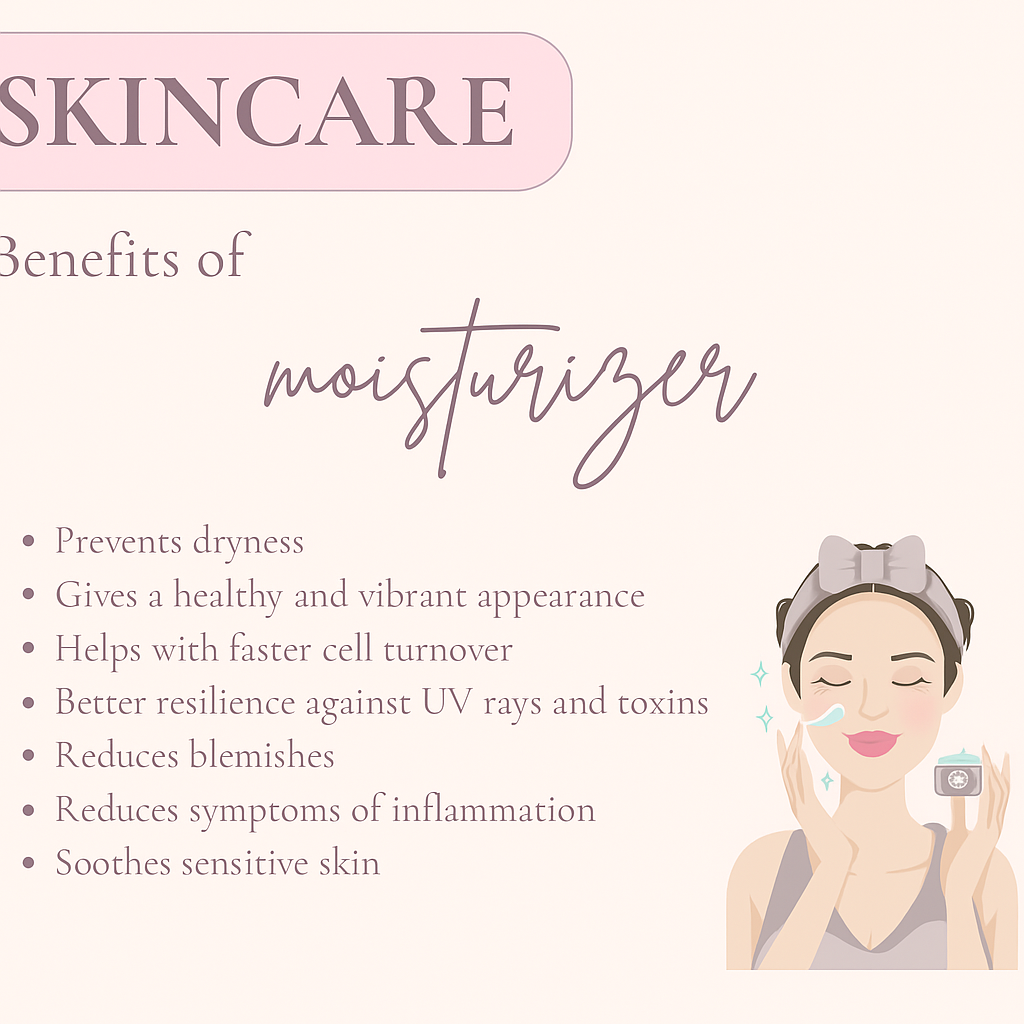 SKINCARE
Benefits of
moisturizer
• Prevents dryness
• Gives a healthy and vibrant appearance
• Helps with faster cell turnover
• Better resilience against UV rays and toxins
• Reduces blemishes
• Reduces symptoms of inflammation
• Soothes sensitive skin